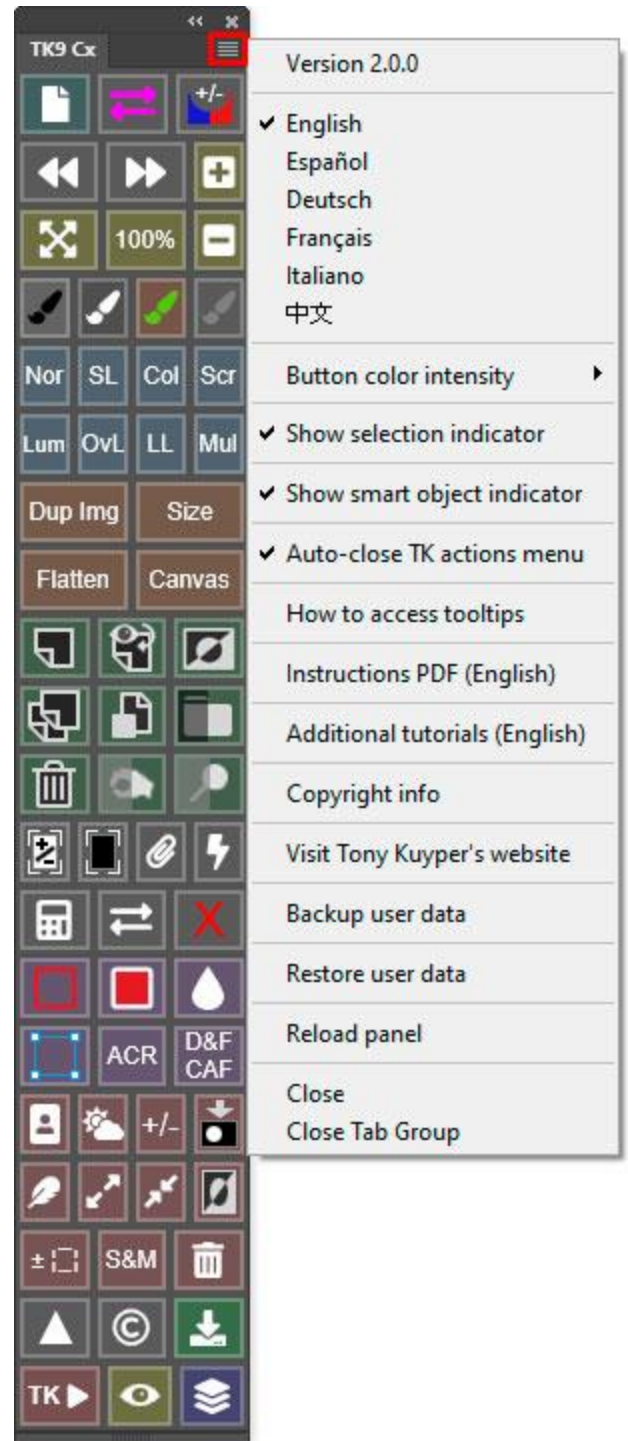 TK9 Cx
+/-
100%
Nor SL Col Scr
Lum OvL LL Mul
Dup Img Size
Flatten Canvas
X
ACR D&F
CAF
+/-
± S&M
©
TK
Version 2.0.0
English
Español
Deutsch
Français
Italiano
中文
Button color intensity
Show selection indicator
Show smart object indicator
Auto-close TK actions menu
How to access tooltips
Instructions PDF (English)
Additional tutorials (English)
Copyright info
Visit Tony Kuyper's website
Backup user data
Restore user data
Reload panel
Close
Close Tab Group